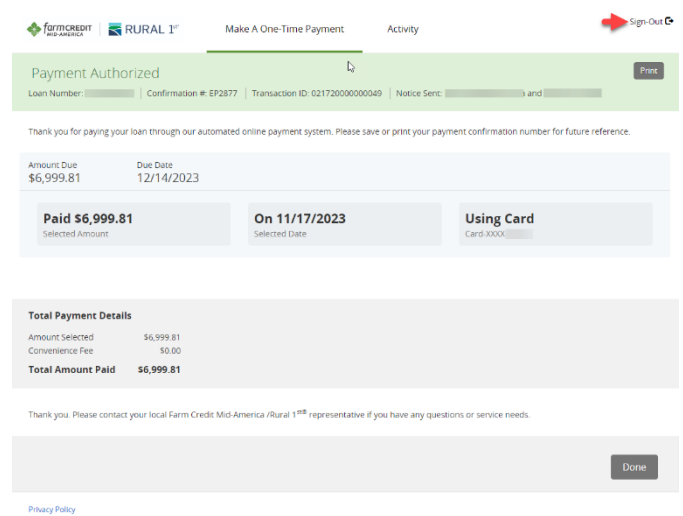 farmCREDIT MID-AMERICA RURAL 1ST Make A One-Time Payment Activity Sign-Out
Payment Authorized Print
Loan Number: | Confirmation #: EP2877 | Transaction ID: 021720000000049 | Notice Sent: and
Thank you for paying your loan through our automated online payment system. Please save or print your payment confirmation number for future reference.
Amount Due Due Date
$6,999.81 12/14/2023
Paid $6,999.81 On 11/17/2023 Using Card
Selected Amount Selected Date Card-XXXX
Total Payment Details
Amount Selected $6,999.81
Convenience Fee $0.00
Total Amount Paid $6,999.81
Thank you. Please contact your local Farm Credit Mid-America /Rural 1 representative if you have any questions or service needs.
Done
Privacy Policy